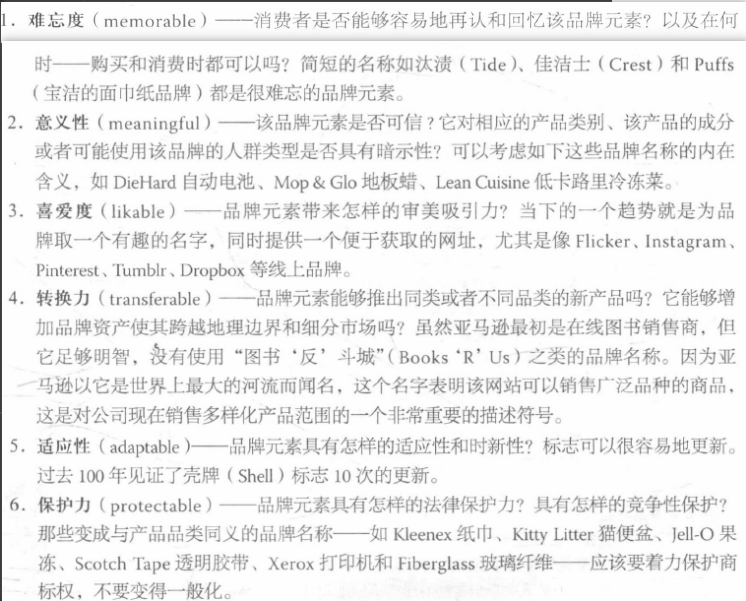 1. 难忘度（memorable）——消费者是否能够容易地再认和回忆该品牌元素？以及在何
时——购买和消费时都可以吗？简短的名称如汰渍（Tide）、佳洁士（Crest）和 Puffs
（宝洁的面巾纸品牌）都是很难忘的品牌元素。
2. 意义性（meaningful）——该品牌元素是否可信？它对相应的产品类别、该产品的成分
或者可能使用该品牌的人群类型是否具有暗示性？可以考虑如下这些品牌名称的内在
含义，如 DieHard 自动电池、Mop & Glo 地板蜡、Lean Cuisine 低卡路里冷冻菜。
3. 喜爱度（likable）——品牌元素带来怎样的审美吸引力？当下的一个趋势就是为品
牌取一个有趣的名字，同时提供一个便于获取的网址，尤其是像 Flicker、Instagram、
Pinterest、Tumblr、Dropbox 等线上品牌。
4. 转换力（transferable）——品牌元素能够推出同类或者不同品类的新产品吗？它能够增
加品牌资产使其跨越地理边界和细分市场吗？虽然亚马逊最初是在线图书销售商，但
它足够明智，没有使用“图书‘反’斗城”（Books ‘R’ Us）之类的品牌名称。因为亚
马逊以它是世界上最大的河流而闻名，这个名字表明该网站可以销售广泛品种的商品，
这是对公司现在销售多样化产品范围的一个非常重要的描述符号。
5. 适应性（adaptable）——品牌元素具有怎样的适应性和时新性？标志可以很容易地更新。
过去 100 年见证了壳牌（Shell）标志 10 次的更新。
6. 保护力（protectable）——品牌元素具有怎样的法律保护力？具有怎样的竞争性保护？
那些变成与产品品类同义的品牌名称——如 Kleenex 纸巾、Kitty Litter 猫便盆、Jell-O 果
冻、Scotch Tape 透明胶带、Xerox 打印机和 Fiberglass 玻璃纤维——应该要着力保护商
标权，不要变得一般化。